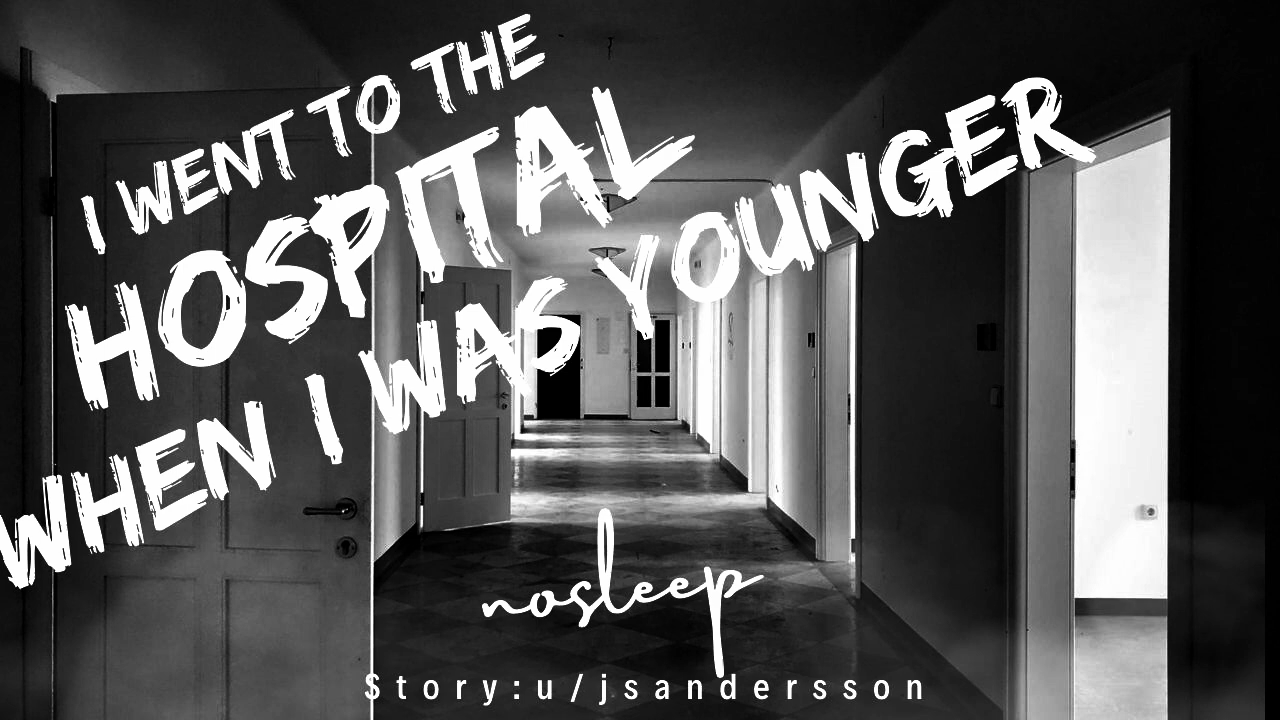 I WENT TO THE
HOSPITAL
WHEN I WAS YOUNGER
nosleep
Story:u/jsandersson